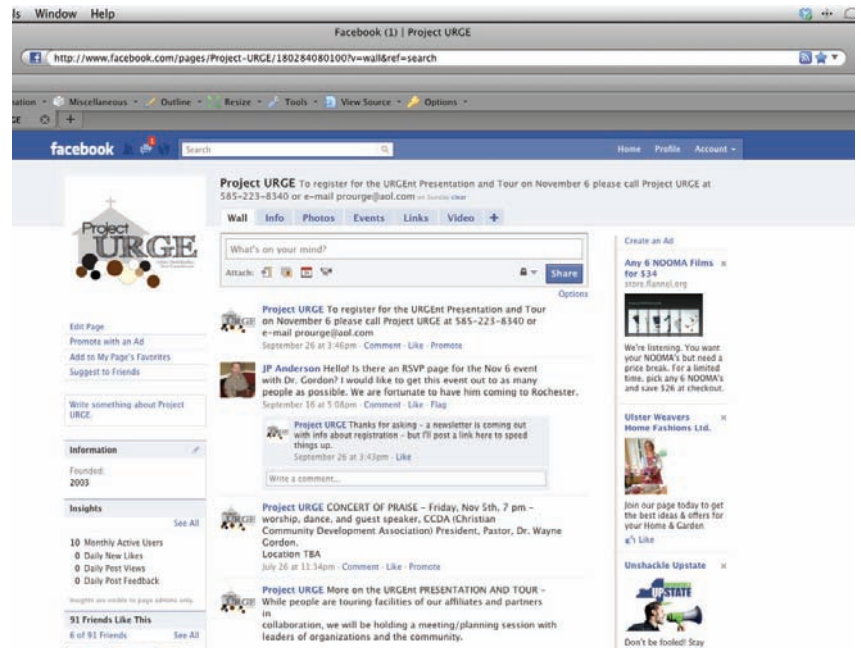 ls Window Help
Facebook (1) | Project URGE
http://www.facebook.com/pages/Project-URGE/180284080100?v=wall&ref=search
ation Miscellaneous Outline Resize Tools View Source Options
GE +
facebook 1 Search Home Profile Account
Project URGE To register for the URGEnt Presentation and Tour on November 6 please call Project URGE at
585-223-8340 or e-mail prourge@aol.com on Sunday clear
Wall Info Photos Events Links Video +
Project
URGE
What's on your mind?
Attach: Share
Options
Edit Page
Promote with an Ad
Add to My Page's Favorites
Suggest to Friends
Write something about Project
URGE.
Information
Founded:
2003
Insights
See All
10 Monthly Active Users
0 Daily New Likes
0 Daily Post Views
0 Daily Post Feedback
Insights are visible to page admins only.
91 Friends Like This
6 of 91 Friends See All
Project URGE To register for the URGEnt Presentation and Tour
on November 6 please call Project URGE at 585-223-8340 or
e-mail prourge@aol.com
September 26 at 3:46pm · Comment · Like · Promote
JP Anderson Hello! Is there an RSVP page for the Nov 6 event
with Dr. Gordon? I would like to get this event out to as many
people as possible. We are fortunate to have him coming to Rochester.
September 16 at 5:08pm · Comment · Like · Flag
Project URGE Thanks for asking – a newsletter is coming out
with info about registration – but I'll post a link here to speed
things up.
September 26 at 3:43pm · Like
Write a comment...
Project URGE CONCERT OF PRAISE – Friday, Nov 5th, 7 pm –
worship, dance, and guest speaker, CCDA (Christian
Community Development Association) President, Pastor, Dr. Wayne
Gordon.
Location TBA
July 26 at 11:54pm · Comment · Like · Promote
Project URGE More on the URGEnt PRESENTATION AND TOUR –
While people are touring facilities of our affiliates and partners
in
collaboration, we will be holding a meeting/planning session with
leaders of organizations and the community.
Create an Ad
Any 6 NOOMA Films
for $34
store.flannel.org
We're listening. You want
your NOOMA's but need a
price break. For a limited
time, pick any 6 NOOMA's
and save $26 at checkout.
Ulster Weavers
Home Fashions Ltd.
Join our page today to get
the best ideas & offers for
your Home & Garden
Like
Unshackle Upstate
UPSTATE
Don't be fooled! Stay